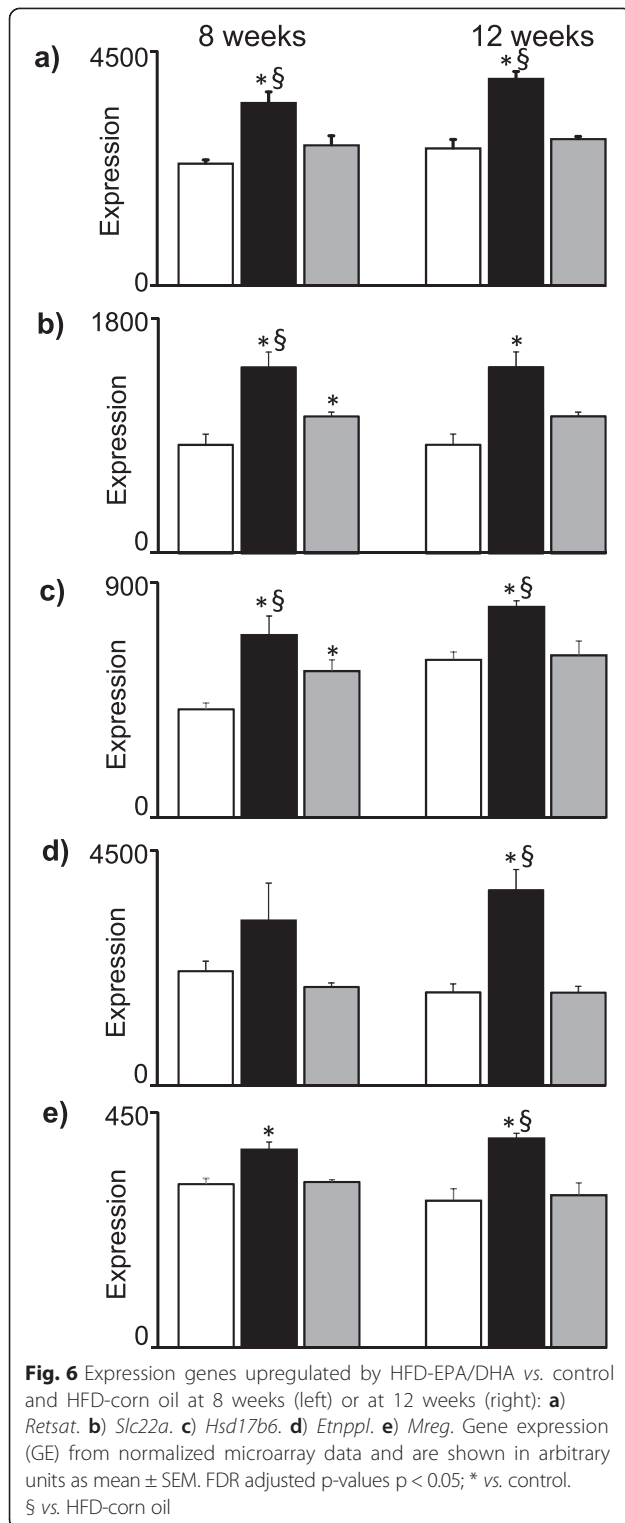 8 weeks 12 weeks
a)
4500
*§ *§
Expression
0
b)
1800
*§ * *
Expression
0
c)
900
*§ * *§
Expression
0
d)
4500
*§
Expression
0
e)
450
* *§
Expression
0
Fig. 6 Expression genes upregulated by HFD-EPA/DHA vs. control
and HFD-corn oil at 8 weeks (left) or at 12 weeks (right): a)
Retsat. b) Slc22a. c) Hsd17b6. d) Etnppl. e) Mreg. Gene expression
(GE) from normalized microarray data and are shown in arbitrary
units as mean ± SEM. FDR adjusted p-values p < 0.05; * vs. control.
§ vs. HFD-corn oil